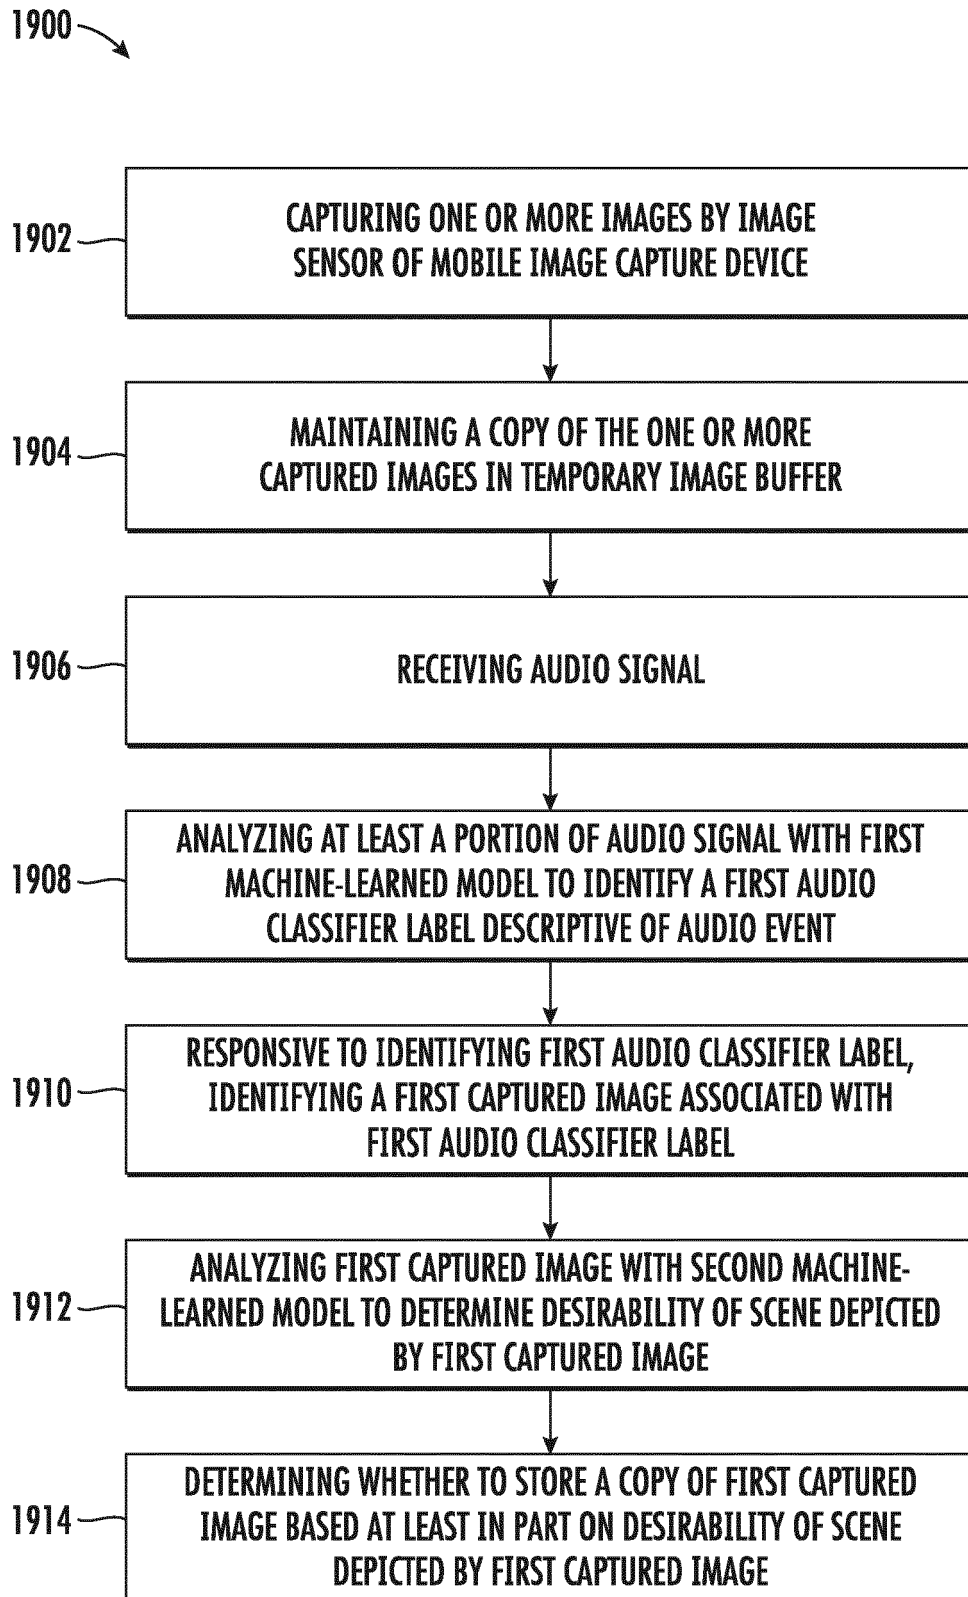 1900
1902
CAPTURING ONE OR MORE IMAGES BY IMAGE
SENSOR OF MOBILE IMAGE CAPTURE DEVICE
1904
MAINTAINING A COPY OF THE ONE OR MORE
CAPTURED IMAGES IN TEMPORARY IMAGE BUFFER
1906
RECEIVING AUDIO SIGNAL
1908
ANALYZING AT LEAST A PORTION OF AUDIO SIGNAL WITH FIRST
MACHINE-LEARNED MODEL TO IDENTIFY A FIRST AUDIO
CLASSIFIER LABEL DESCRIPTIVE OF AUDIO EVENT
1910
RESPONSIVE TO IDENTIFYING FIRST AUDIO CLASSIFIER LABEL,
IDENTIFYING A FIRST CAPTURED IMAGE ASSOCIATED WITH
FIRST AUDIO CLASSIFIER LABEL
1912
ANALYZING FIRST CAPTURED IMAGE WITH SECOND MACHINE-
LEARNED MODEL TO DETERMINE DESIRABILITY OF SCENE DEPICTED
BY FIRST CAPTURED IMAGE
1914
DETERMINING WHETHER TO STORE A COPY OF FIRST CAPTURED
IMAGE BASED AT LEAST IN PART ON DESIRABILITY OF SCENE
DEPICTED BY FIRST CAPTURED IMAGE